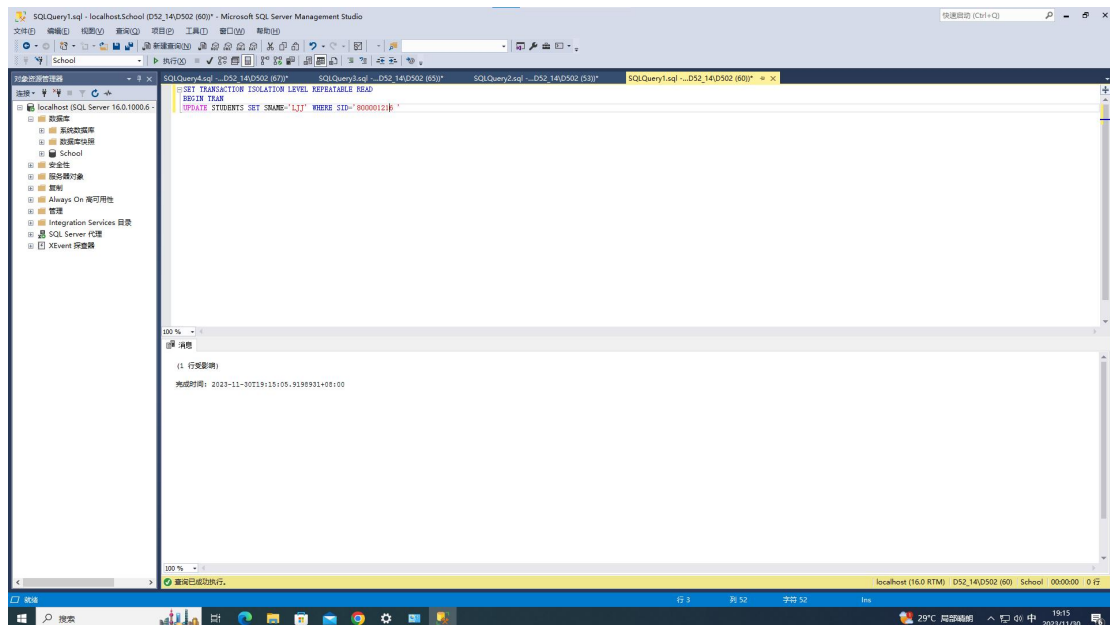 SQLQuery1.sql - localhost.School (D52_14\D502 (60))* - Microsoft SQL Server Management Studio
快速启动 (Ctrl+Q)
文件(F) 编辑(E) 视图(V) 查询(Q) 项目(P) 工具(T) 窗口(W) 帮助(H)
新建查询(N)
School 执行(X)
对象资源管理器
SQLQuery4.sql -...D52_14\D502 (67))* SQLQuery3.sql -...D52_14\D502 (65))* SQLQuery2.sql -...D52_14\D502 (53))* SQLQuery1.sql -...D52_14\D502 (60))*
连接
SET TRANSACTION ISOLATION LEVEL REPEATABLE READ
BEGIN TRAN
UPDATE STUDENTS SET SNAME='LJJ' WHERE SID='800001216 '
localhost (SQL Server 16.0.1000.6 -
数据库
系统数据库
数据库快照
School
安全性
服务器对象
复制
Always On 高可用性
管理
Integration Services 目录
SQL Server 代理
XEvent 探查器
100 %
消息
(1 行受影响)
完成时间: 2023-11-30T19:15:05.9198931+08:00
100 %
查询已成功执行。 localhost (16.0 RTM) D52_14\D502 (60) School 00:00:00 0 行
就绪 行 3 列 52 字符 52 Ins
搜索 29°C 局部晴朗 中 19:15
2023/11/30